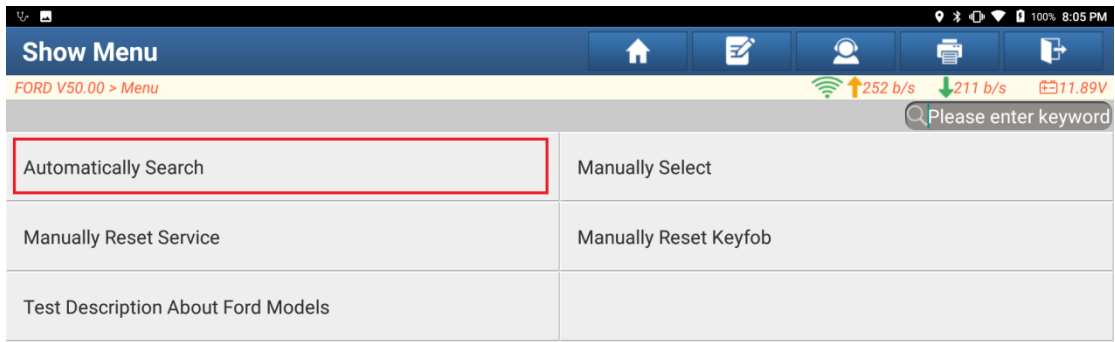 100% 8:05 PM
Show Menu
FORD V50.00 > Menu
252 b/s 211 b/s 11.89V
Please enter keyword
Automatically Search
Manually Select
Manually Reset Service
Manually Reset Keyfob
Test Description About Ford Models